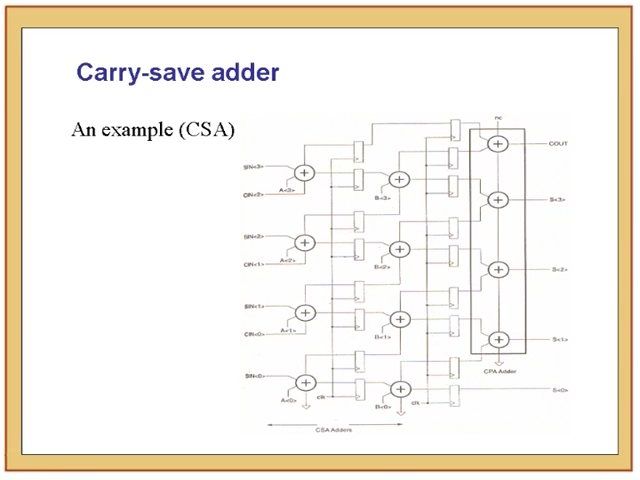 Carry-save adder
An example (CSA)
nc
COUT
SIN<3>
A<3>
CIN<2>
B<3>
S<3>
SIN<2>
A<2>
CIN<1>
B<2>
S<2>
SIN<1>
A<1>
CIN<0>
B<1>
S<1>
CPA Adder
SIN<0>
A<0>
clk
B<0>
clk
S<0>
CSA Adders